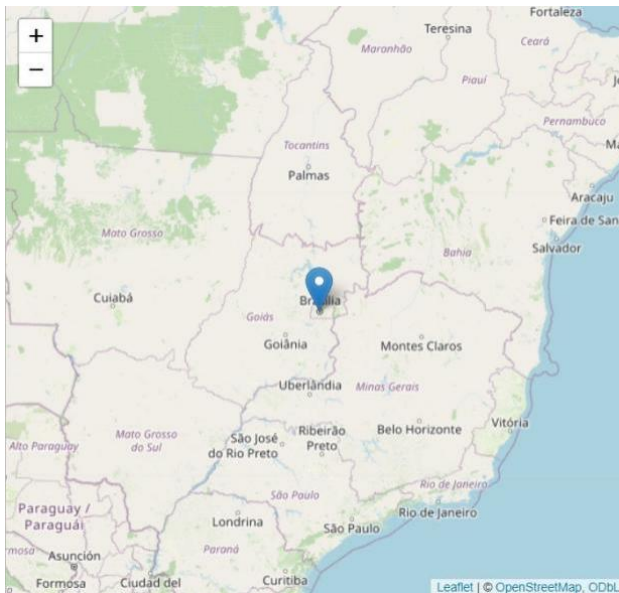 Fortaleza
+
Teresina
Maranhão
Ceará
−
Piauí
Pernambuco
Tocantins
Palmas
Aracaju
Feira de San
Mato Grosso
Bahia
Salvador
Cuiabá
Brasília
Goiás
Goiânia
Montes Claros
Uberlândia
Minas Gerais
Mato Grosso
do Sul
São José
do Rio Preto
Ribeirão
Preto
Belo Horizonte
Vitória
Alto Paraguay
São Paulo
Rio de Janeiro
Paraguay /
Paraguái
Londrina
São Paulo
Rio de Janeiro
Asunción
Paraná
Formosa
Ciudad del
Curitiba
Leaflet | © OpenStreetMap, ODbL